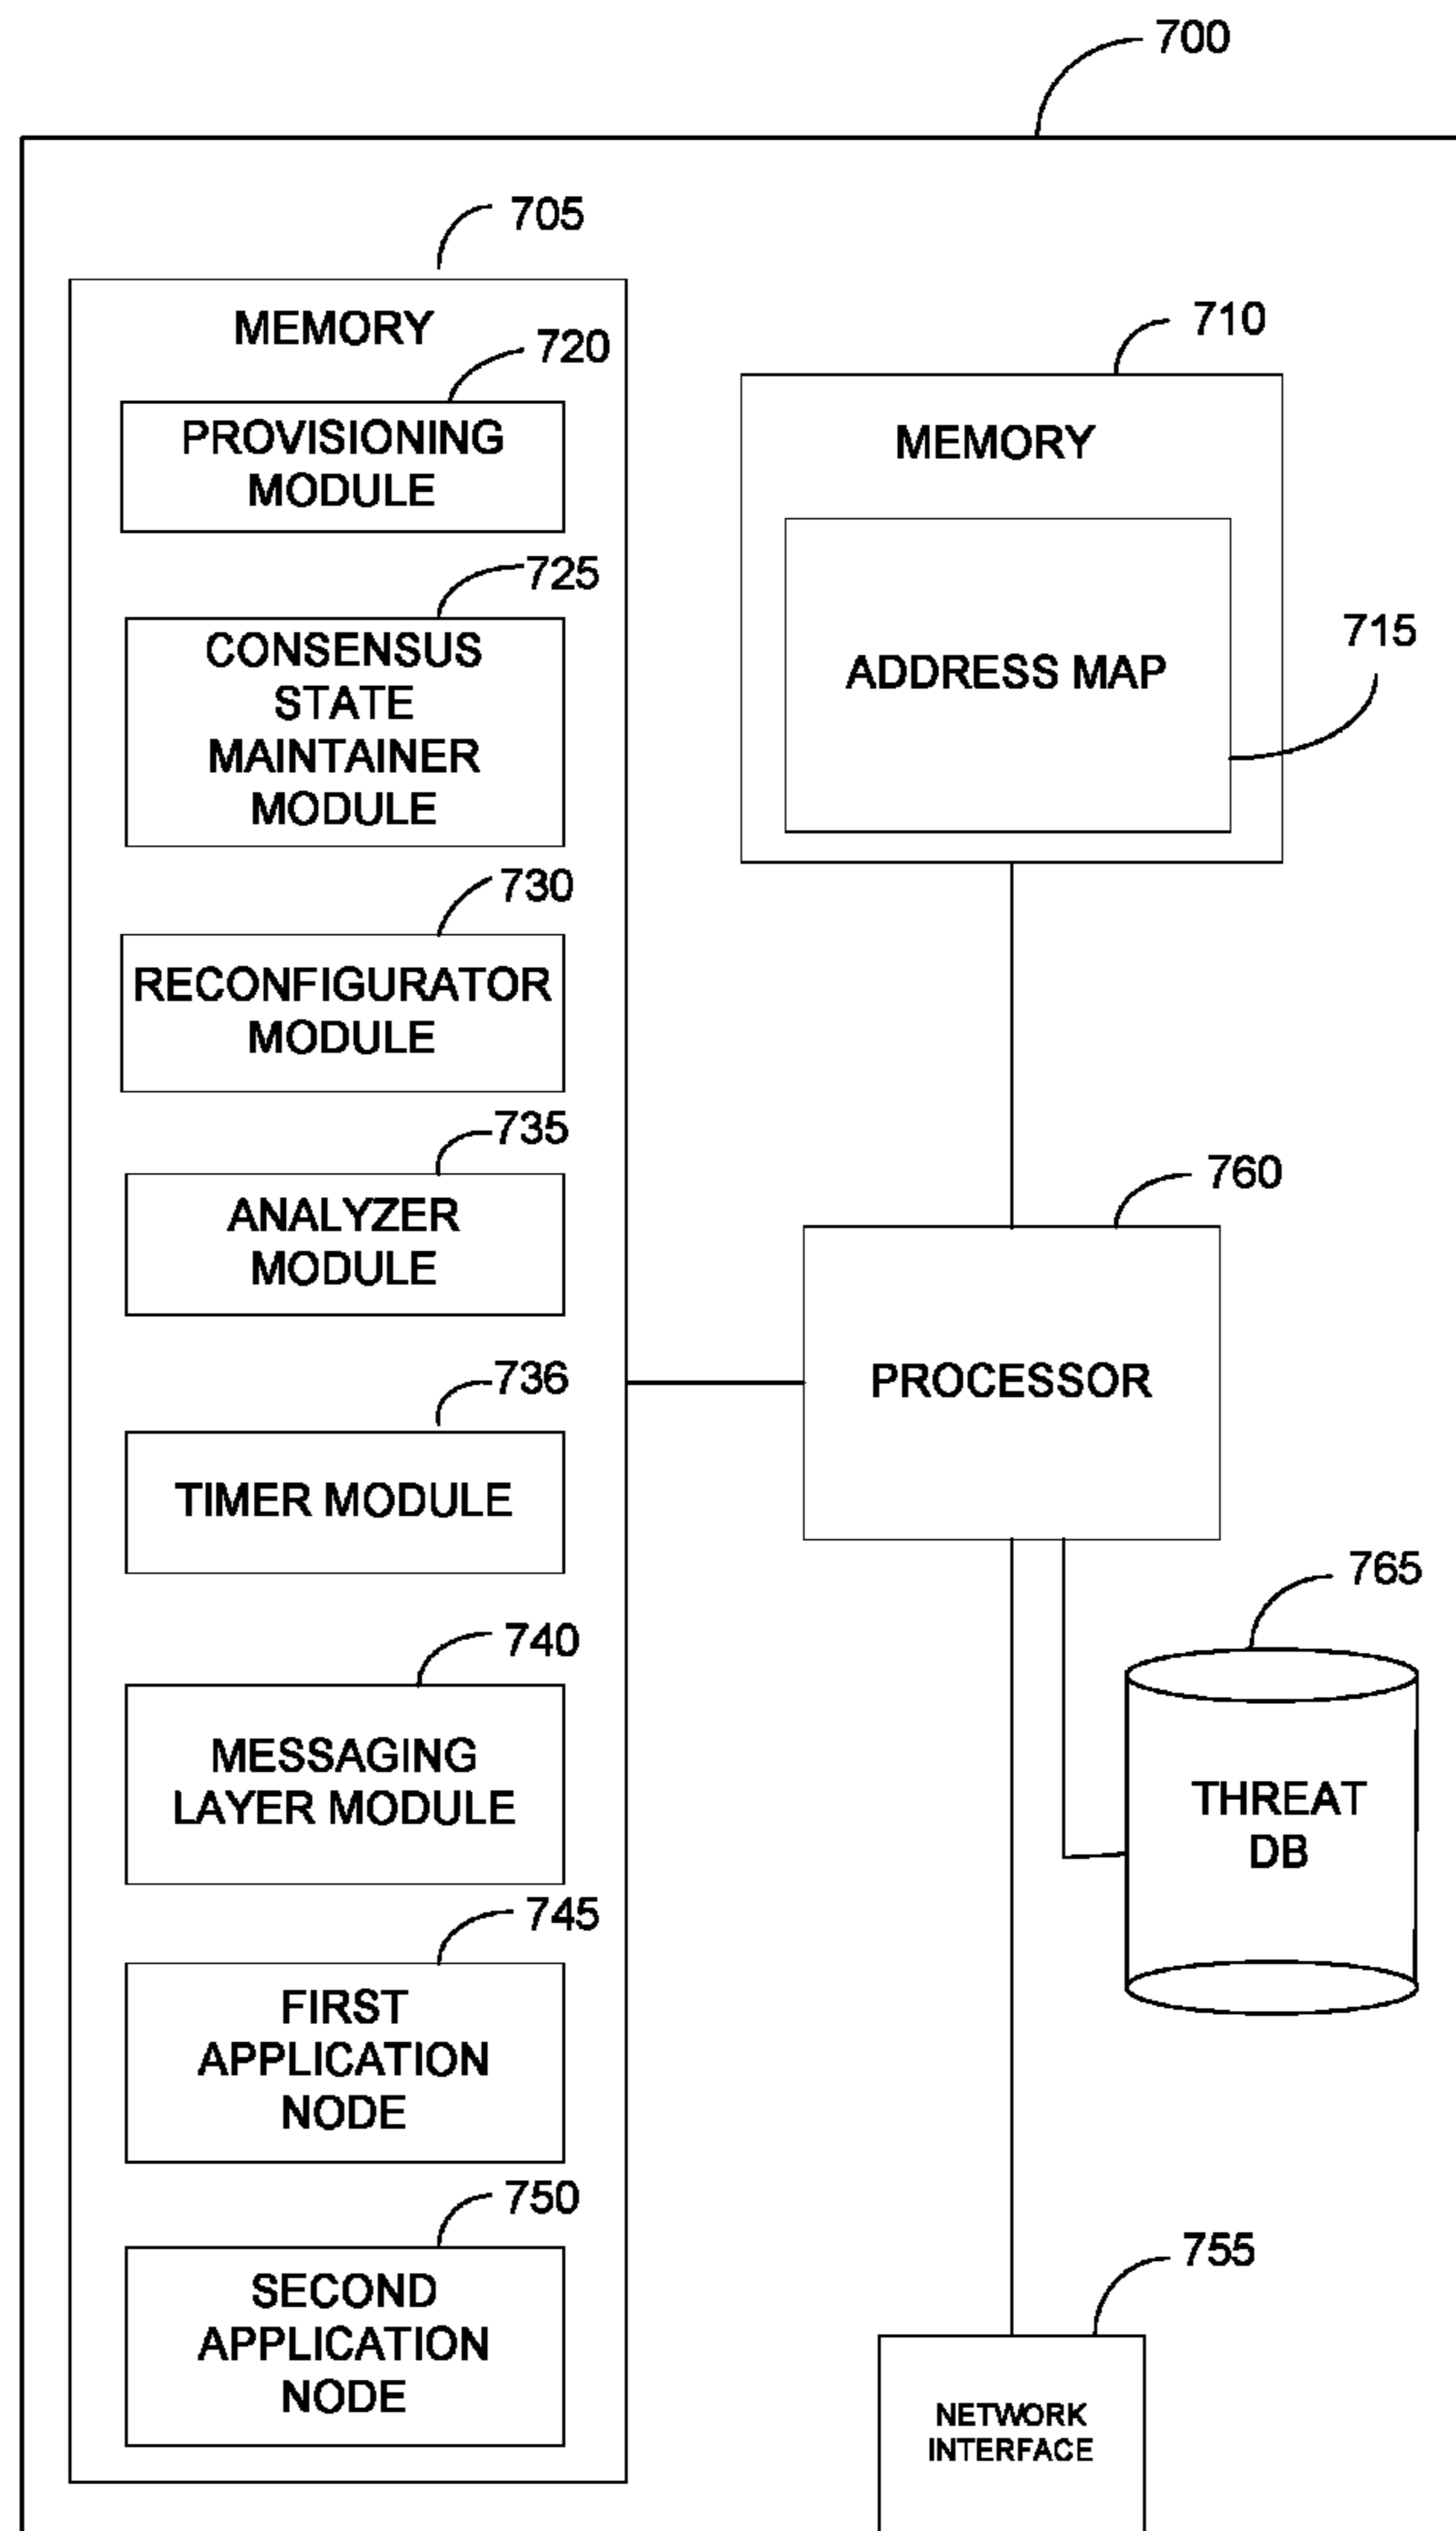 700
705
MEMORY
720
PROVISIONING
MODULE
725
CONSENSUS
STATE
MAINTAINER
MODULE
730
RECONFIGURATOR
MODULE
735
ANALYZER
MODULE
736
TIMER MODULE
740
MESSAGING
LAYER MODULE
745
FIRST
APPLICATION
NODE
750
SECOND
APPLICATION
NODE
710
MEMORY
ADDRESS MAP
715
760
PROCESSOR
765
THREAT
DB
755
NETWORK
INTERFACE